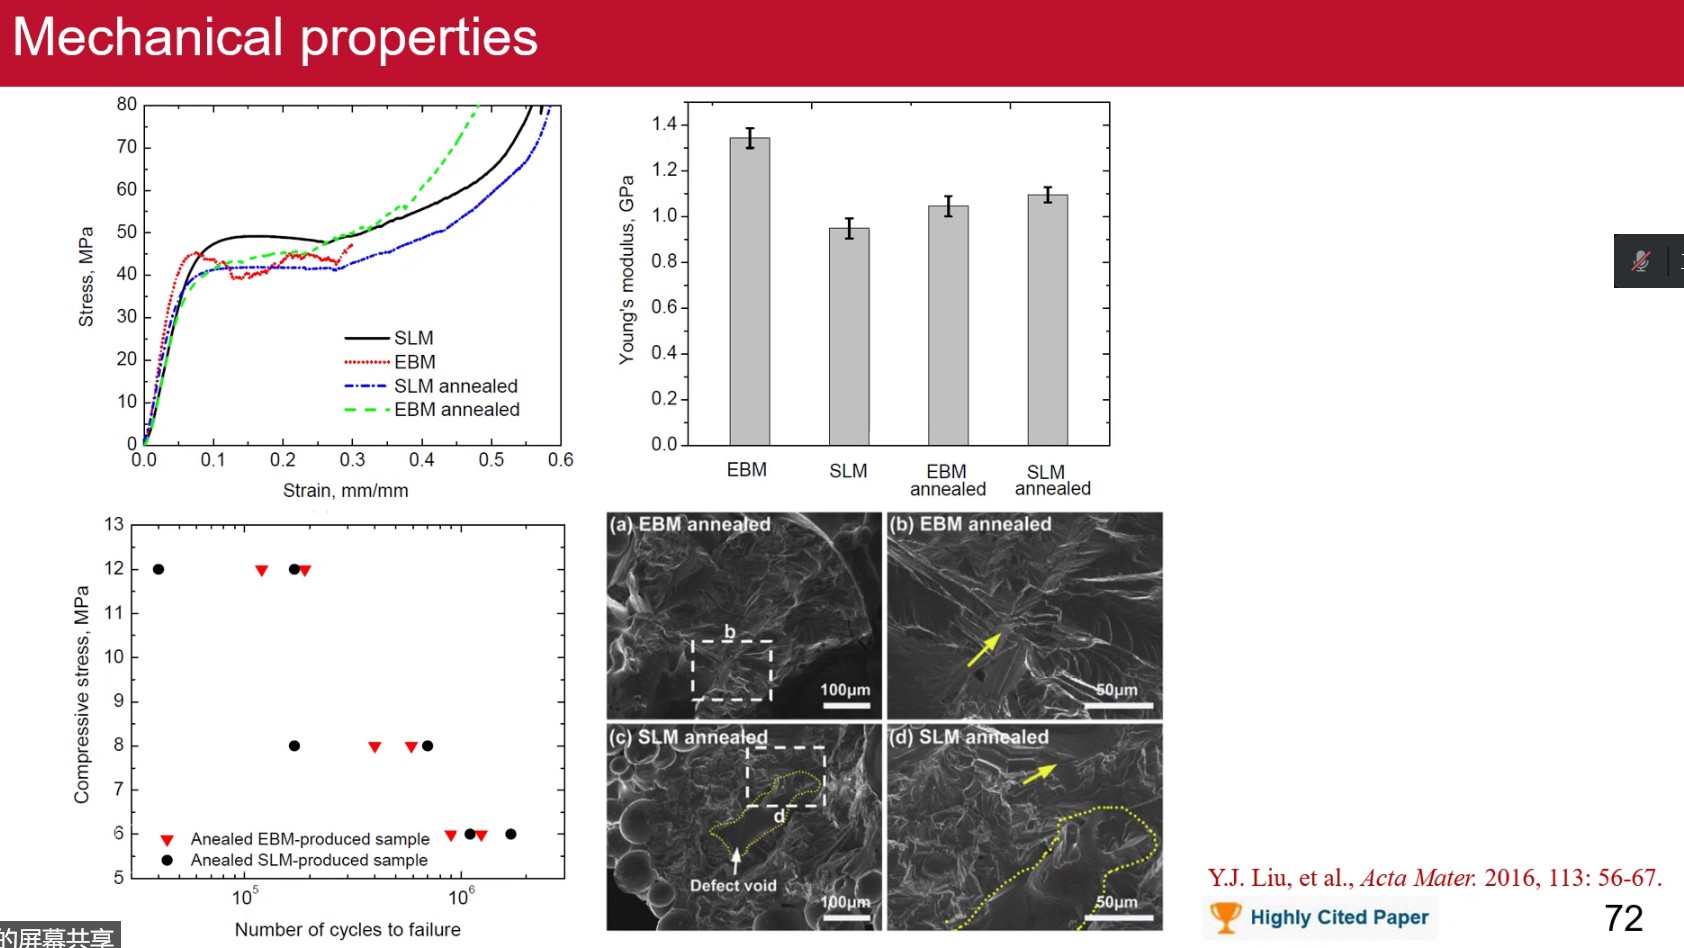 Mechanical properties
80
70
60
50
40
30
20
10
0
Stress, MPa
SLM
EBM
SLM annealed
EBM annealed
0.0 0.1 0.2 0.3 0.4 0.5 0.6
Strain, mm/mm
1.4
1.2
1.0
0.8
0.6
0.4
0.2
0.0
Young's modulus, GPa
EBM SLM EBM annealed SLM annealed
13
12
11
10
9
8
7
6
5
Compressive stress, MPa
Anealed EBM-produced sample
Anealed SLM-produced sample
10⁵ 10⁶
Number of cycles to failure
(a) EBM annealed
b
100μm
(b) EBM annealed
50μm
(c) SLM annealed
d
Defect void
100μm
(d) SLM annealed
50μm
Y.J. Liu, et al., Acta Mater. 2016, 113: 56-67.
Highly Cited Paper
72
的屏幕共享